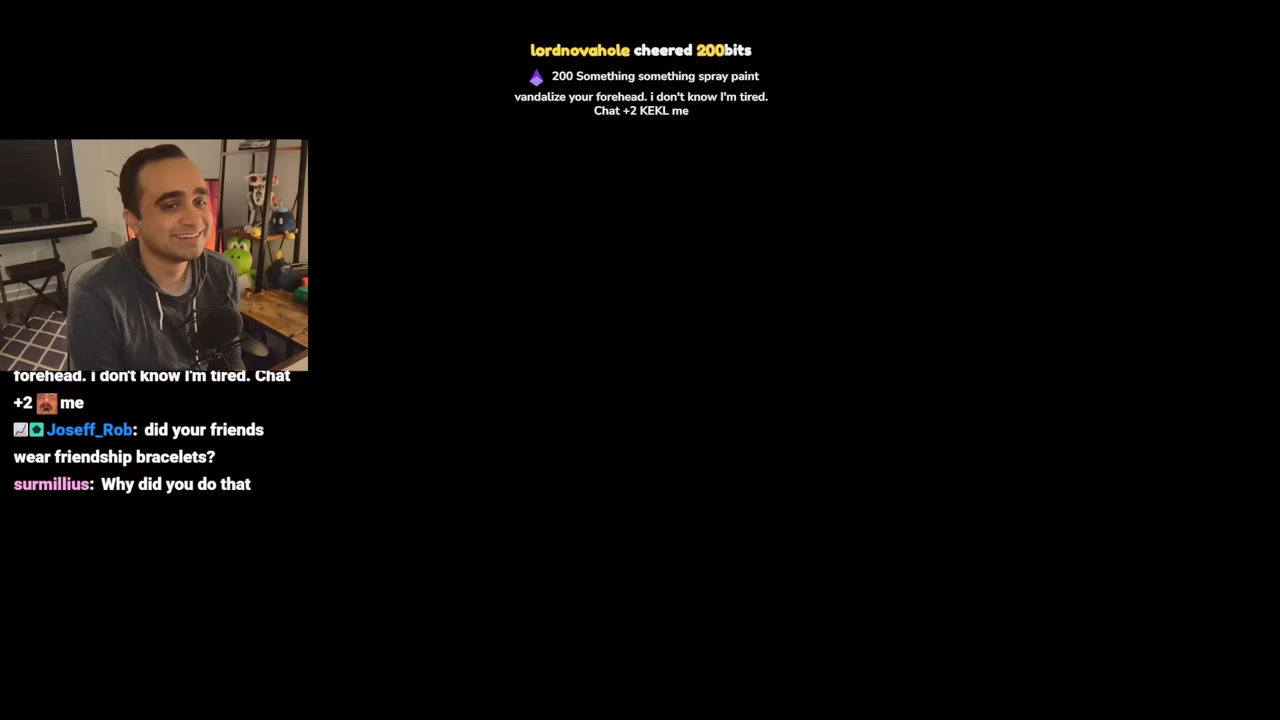 lordnovahole cheered 200bits
200 Something something spray paint
vandalize your forehead. i don't know I'm tired.
Chat +2 KEKL me
forehead. i don't know I'm tired. Chat
+2 me
Joseff_Rob: did your friends
wear friendship bracelets?
surmillius: Why did you do that